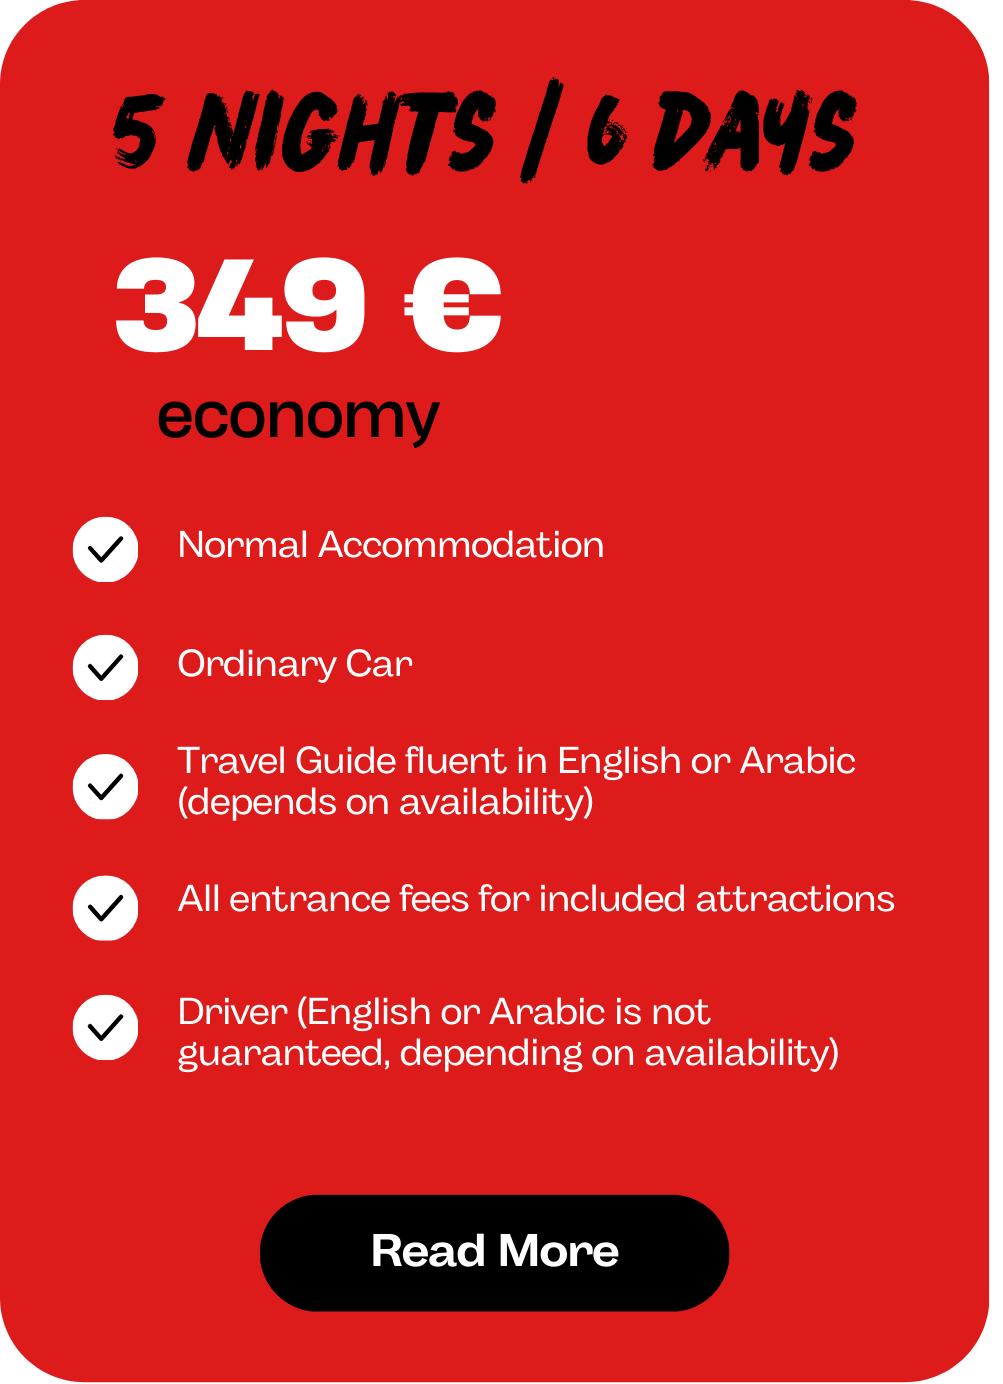 5 NIGHTS / 6 DAYS
349 €
economy
Normal Accommodation
Ordinary Car
Travel Guide fluent in English or Arabic
(depends on availability)
All entrance fees for included attractions
Driver (English or Arabic is not
guaranteed, depending on availability)
Read More